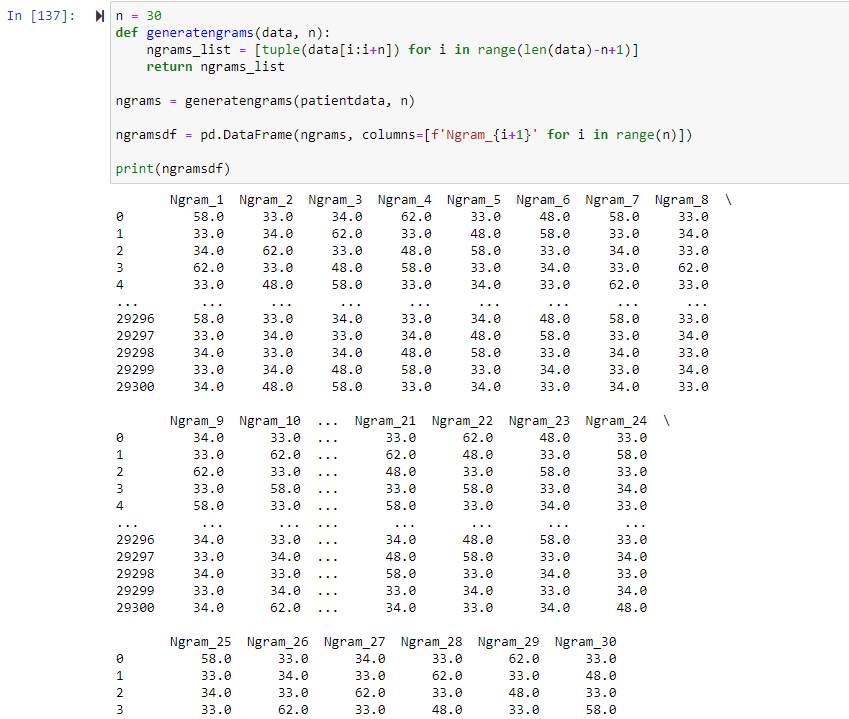 In [137]:
n = 30
def generatengrams(data, n):
    ngrams_list = [tuple(data[i:i+n]) for i in range(len(data)-n+1)]
    return ngrams_list
ngrams = generatengrams(patientdata, n)
ngramsdf = pd.DataFrame(ngrams, columns=[f'Ngram_{i+1}' for i in range(n)])
print(ngramsdf)
Ngram_1 Ngram_2 Ngram_3 Ngram_4 Ngram_5 Ngram_6 Ngram_7 Ngram_8 \
0 58.0 33.0 34.0 62.0 33.0 48.0 58.0 33.0
1 33.0 34.0 62.0 33.0 48.0 58.0 33.0 34.0
2 34.0 62.0 33.0 48.0 58.0 33.0 34.0 33.0
3 62.0 33.0 48.0 58.0 33.0 34.0 33.0 62.0
4 33.0 48.0 58.0 33.0 34.0 33.0 62.0 33.0
... ... ... ... ... ... ... ... ...
29296 58.0 33.0 34.0 33.0 34.0 48.0 58.0 33.0
29297 33.0 34.0 33.0 34.0 48.0 58.0 33.0 34.0
29298 34.0 33.0 34.0 48.0 58.0 33.0 34.0 33.0
29299 33.0 34.0 48.0 58.0 33.0 34.0 33.0 34.0
29300 34.0 48.0 58.0 33.0 34.0 33.0 34.0 33.0
Ngram_9 Ngram_10 ... Ngram_21 Ngram_22 Ngram_23 Ngram_24 \
0 34.0 33.0 ... 33.0 62.0 48.0 33.0
1 33.0 62.0 ... 62.0 48.0 33.0 58.0
2 62.0 33.0 ... 48.0 33.0 58.0 33.0
3 33.0 58.0 ... 33.0 58.0 33.0 34.0
4 58.0 33.0 ... 58.0 33.0 34.0 33.0
... ... ... ... ... ... ... ...
29296 34.0 33.0 ... 34.0 48.0 58.0 33.0
29297 33.0 34.0 ... 48.0 58.0 33.0 34.0
29298 34.0 33.0 ... 58.0 33.0 34.0 33.0
29299 33.0 34.0 ... 33.0 34.0 33.0 34.0
29300 34.0 62.0 ... 34.0 33.0 34.0 48.0
Ngram_25 Ngram_26 Ngram_27 Ngram_28 Ngram_29 Ngram_30
0 58.0 33.0 34.0 33.0 62.0 33.0
1 33.0 34.0 33.0 62.0 33.0 48.0
2 34.0 33.0 62.0 33.0 48.0 33.0
3 33.0 62.0 33.0 48.0 33.0 58.0